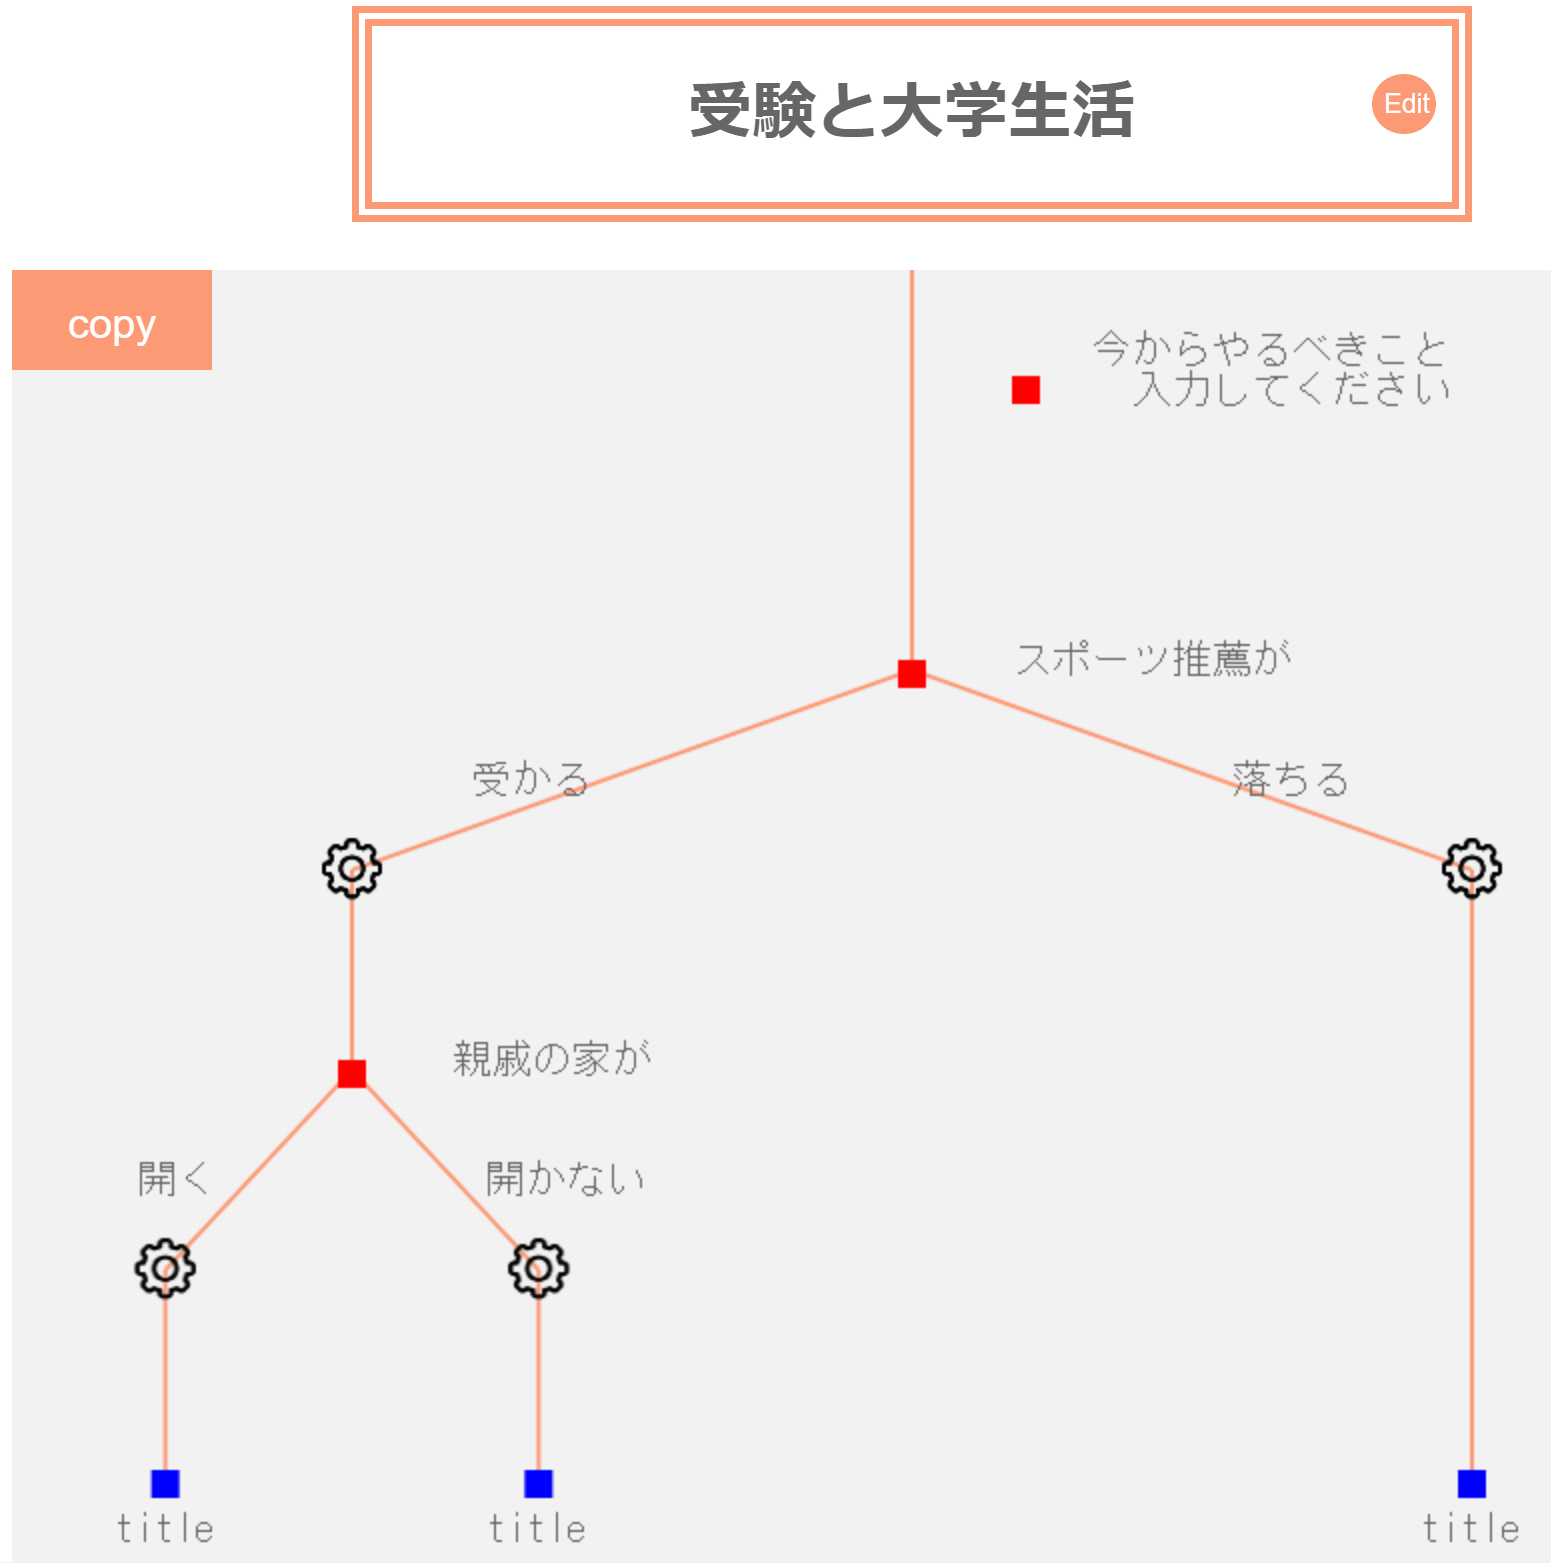 受験と大学生活
Edit
copy
今からやるべきこと
入力してください
スポーツ推薦が
受かる
落ちる
親戚の家が
開く
開かない
title
title
title